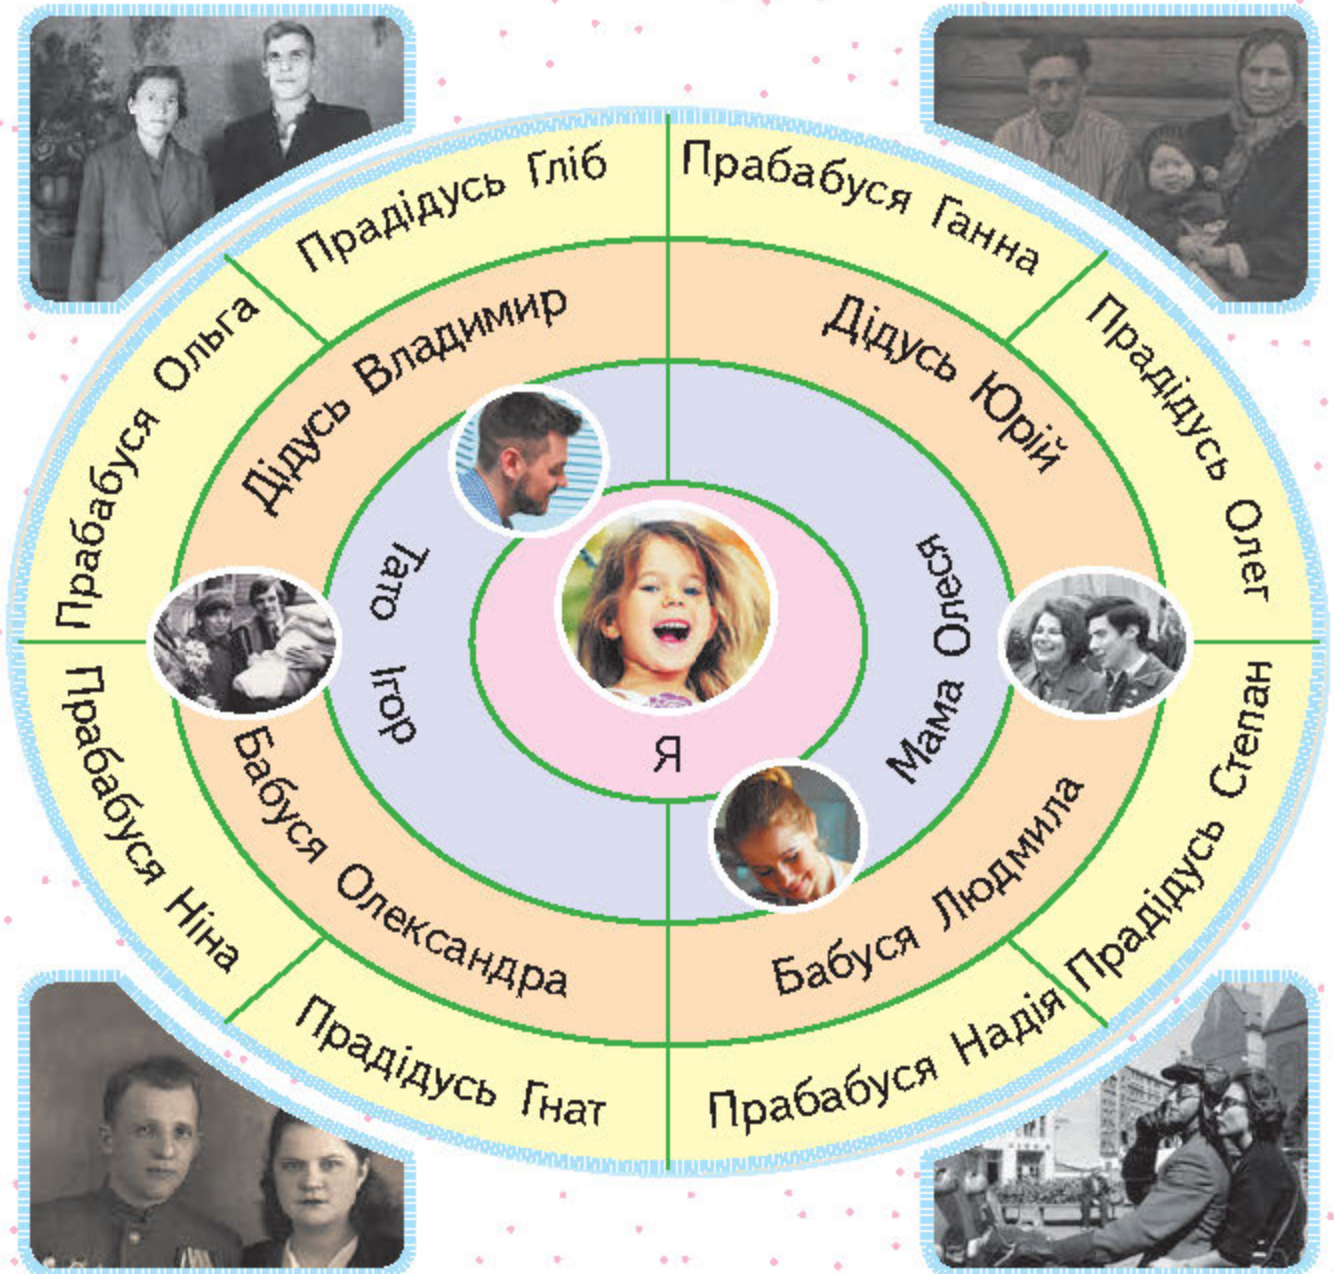 Прадідусь Гліб
Прабабуся Ганна
Прабабуся Ольга
Дідусь Владимир
Дідусь Юрій
Прадідусь Олег
Тато Ігор
Мама Олеся
Я
Прабабуся Ніна
Бабуся Олександра
Бабуся Людмила
Прадідусь Степан
Прадідусь Гнат
Прабабуся Надія